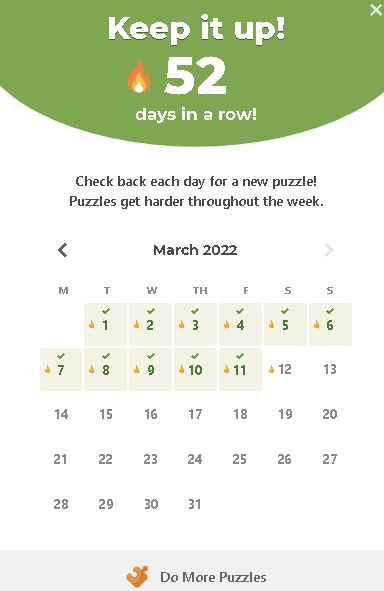 Keep it up!
52
days in a row!
Check back each day for a new puzzle!
Puzzles get harder throughout the week.
March 2022
M T W TH F S S
1 2 3 4 5 6
7 8 9 10 11 12 13
14 15 16 17 18 19 20
21 22 23 24 25 26 27
28 29 30 31
Do More Puzzles